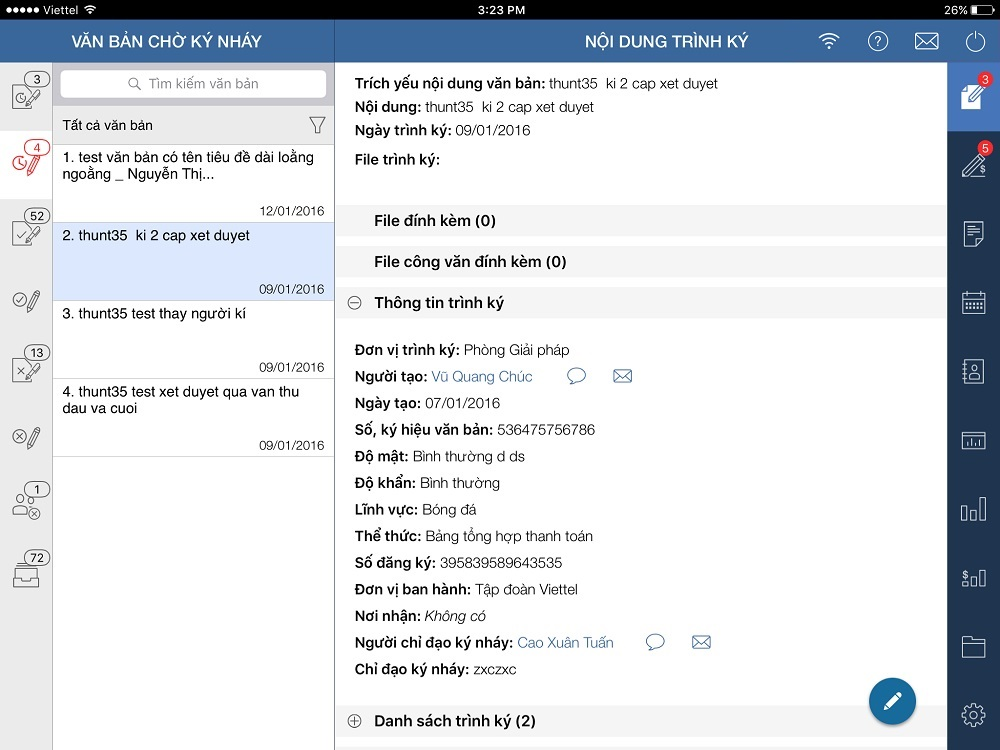 Viettel
3:23 PM
26%
VĂN BẢN CHỜ KÝ NHÁY
NỘI DUNG TRÌNH KÝ
?
3
4
52
13
1
72
Tìm kiếm văn bản
Tất cả văn bản
1. test văn bản có tên tiêu đề dài loằng
ngoằng _ Nguyễn Thị...
12/01/2016
2. thunt35  ki 2 cap xet duyet
09/01/2016
3. thunt35 test thay người kí
09/01/2016
4. thunt35 test xet duyet qua van thu
dau va cuoi
09/01/2016
Trích yếu nội dung văn bản: thunt35  ki 2 cap xet duyet
Nội dung: thunt35  ki 2 cap xet duyet
Ngày trình ký: 09/01/2016
File trình ký:
File đính kèm (0)
File công văn đính kèm (0)
Thông tin trình ký
Đơn vị trình ký: Phòng Giải pháp
Người tạo: Vũ Quang Chúc
Ngày tạo: 07/01/2016
Số, ký hiệu văn bản: 536475756786
Độ mật: Bình thường d ds
Độ khẩn: Bình thường
Lĩnh vực: Bóng đá
Thể thức: Bảng tổng hợp thanh toán
Số đăng ký: 395839589643535
Đơn vị ban hành: Tập đoàn Viettel
Nơi nhận: Không có
Người chỉ đạo ký nháy: Cao Xuân Tuấn
Chỉ đạo ký nháy: zxczxc
Danh sách trình ký (2)
3
5
$
$